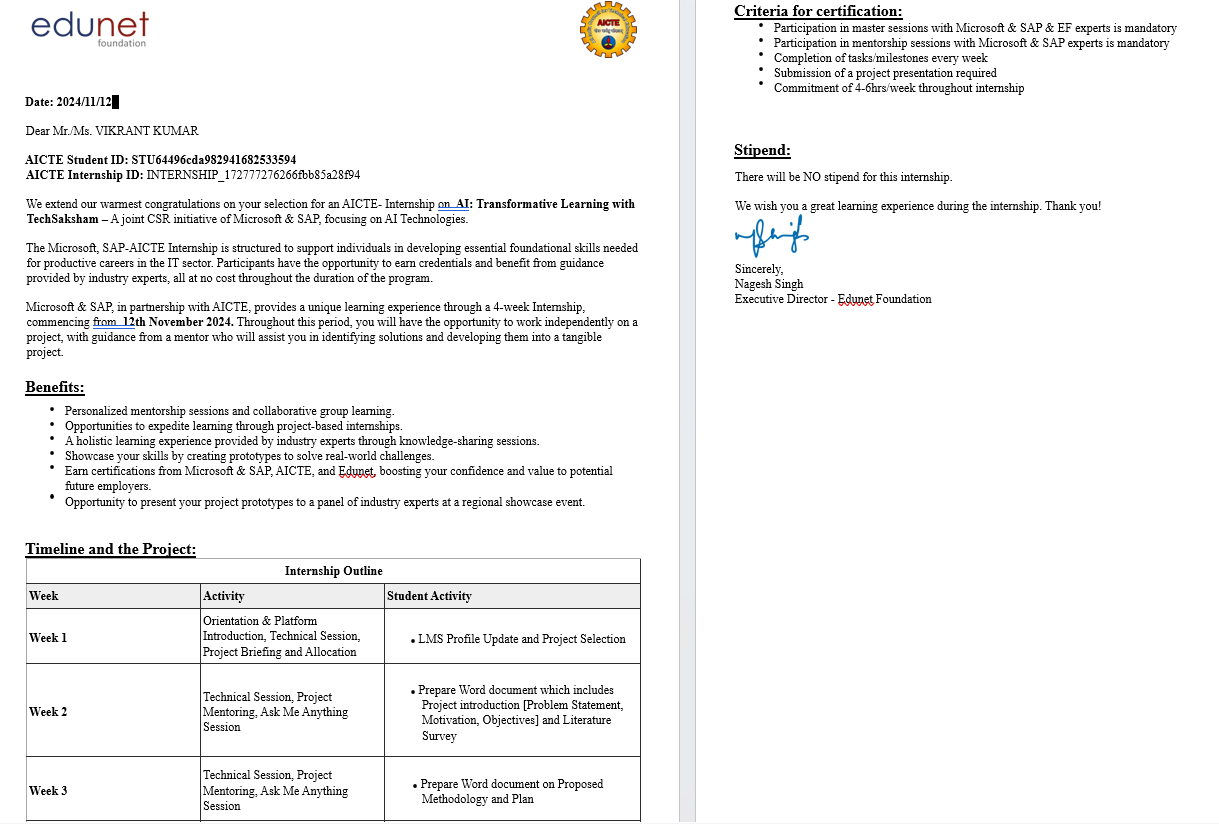 edunet
foundation
AICTE
Date: 2024/11/12
Dear Mr./Ms. VIKRANT KUMAR
AICTE Student ID: STU64496cda982941682533594
AICTE Internship ID: INTERNSHIP_172777276266fbb85a28f94
We extend our warmest congratulations on your selection for an AICTE- Internship on AI: Transformative Learning with
TechSaksham – A joint CSR initiative of Microsoft & SAP, focusing on AI Technologies.
The Microsoft, SAP-AICTE Internship is structured to support individuals in developing essential foundational skills needed
for productive careers in the IT sector. Participants have the opportunity to earn credentials and benefit from guidance
provided by industry experts, all at no cost throughout the duration of the program.
Microsoft & SAP, in partnership with AICTE, provides a unique learning experience through a 4-week Internship,
commencing from 12th November 2024. Throughout this period, you will have the opportunity to work independently on a
project, with guidance from a mentor who will assist you in identifying solutions and developing them into a tangible
project.
Benefits:
• Personalized mentorship sessions and collaborative group learning.
• Opportunities to expedite learning through project-based internships.
• A holistic learning experience provided by industry experts through knowledge-sharing sessions.
• Showcase your skills by creating prototypes to solve real-world challenges.
• Earn certifications from Microsoft & SAP, AICTE, and Edunet, boosting your confidence and value to potential
future employers.
• Opportunity to present your project prototypes to a panel of industry experts at a regional showcase event.
Timeline and the Project:
Internship Outline
Week Activity Student Activity
Week 1
Orientation & Platform
Introduction, Technical Session,
Project Briefing and Allocation
• LMS Profile Update and Project Selection
Week 2
Technical Session, Project
Mentoring, Ask Me Anything
Session
• Prepare Word document which includes
Project introduction [Problem Statement,
Motivation, Objectives] and Literature
Survey
Week 3
Technical Session, Project
Mentoring, Ask Me Anything
Session
• Prepare Word document on Proposed
Methodology and Plan
Criteria for certification:
• Participation in master sessions with Microsoft & SAP & EF experts is mandatory
• Participation in mentorship sessions with Microsoft & SAP experts is mandatory
• Completion of tasks/milestones every week
• Submission of a project presentation required
• Commitment of 4-6hrs/week throughout internship
Stipend:
There will be NO stipend for this internship.
We wish you a great learning experience during the internship. Thank you!
Sincerely,
Nagesh Singh
Executive Director - Edunet Foundation